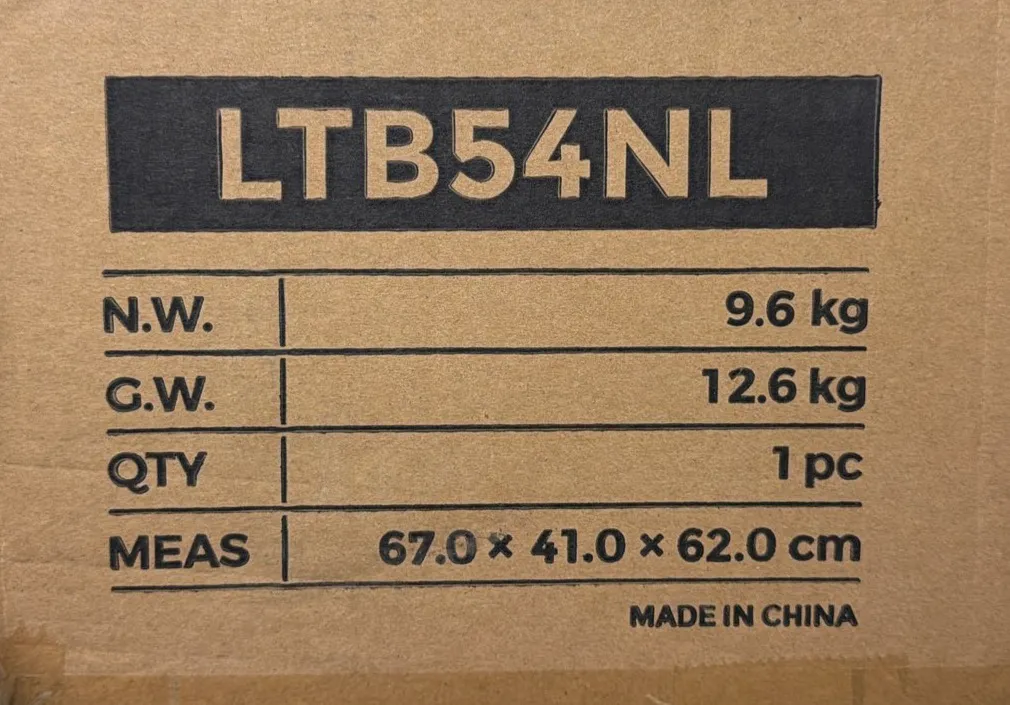 LTB54NL
N.W. 9.6 kg
G.W. 12.6 kg
QTY 1 pc
MEAS 67.0 × 41.0 × 62.0 cm
MADE IN CHINA